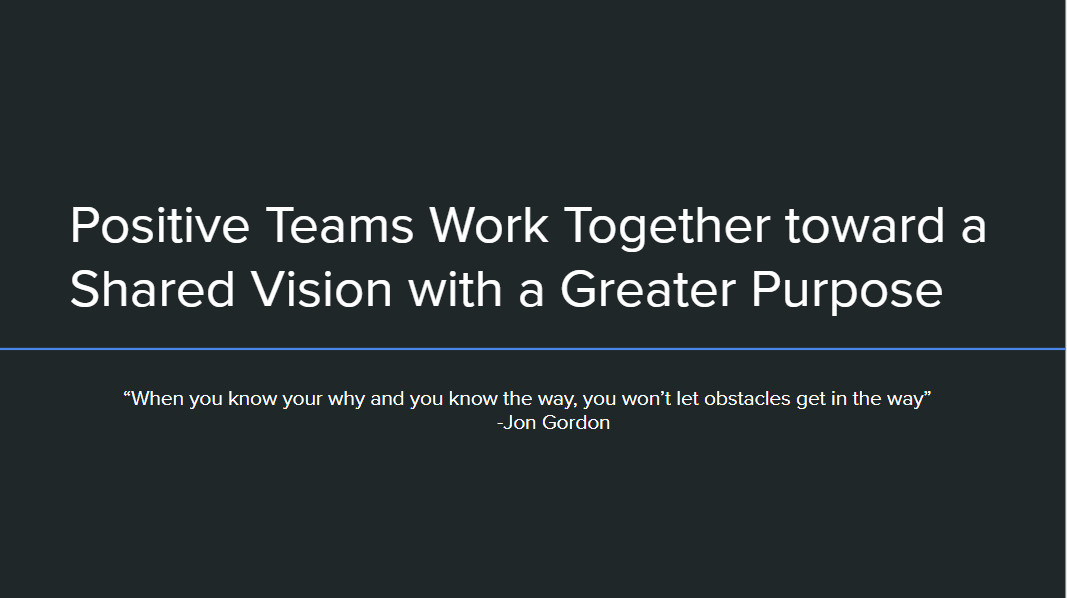 Positive Teams Work Together toward a
Shared Vision with a Greater Purpose
“When you know your why and you know the way, you won’t let obstacles get in the way”
-Jon Gordon